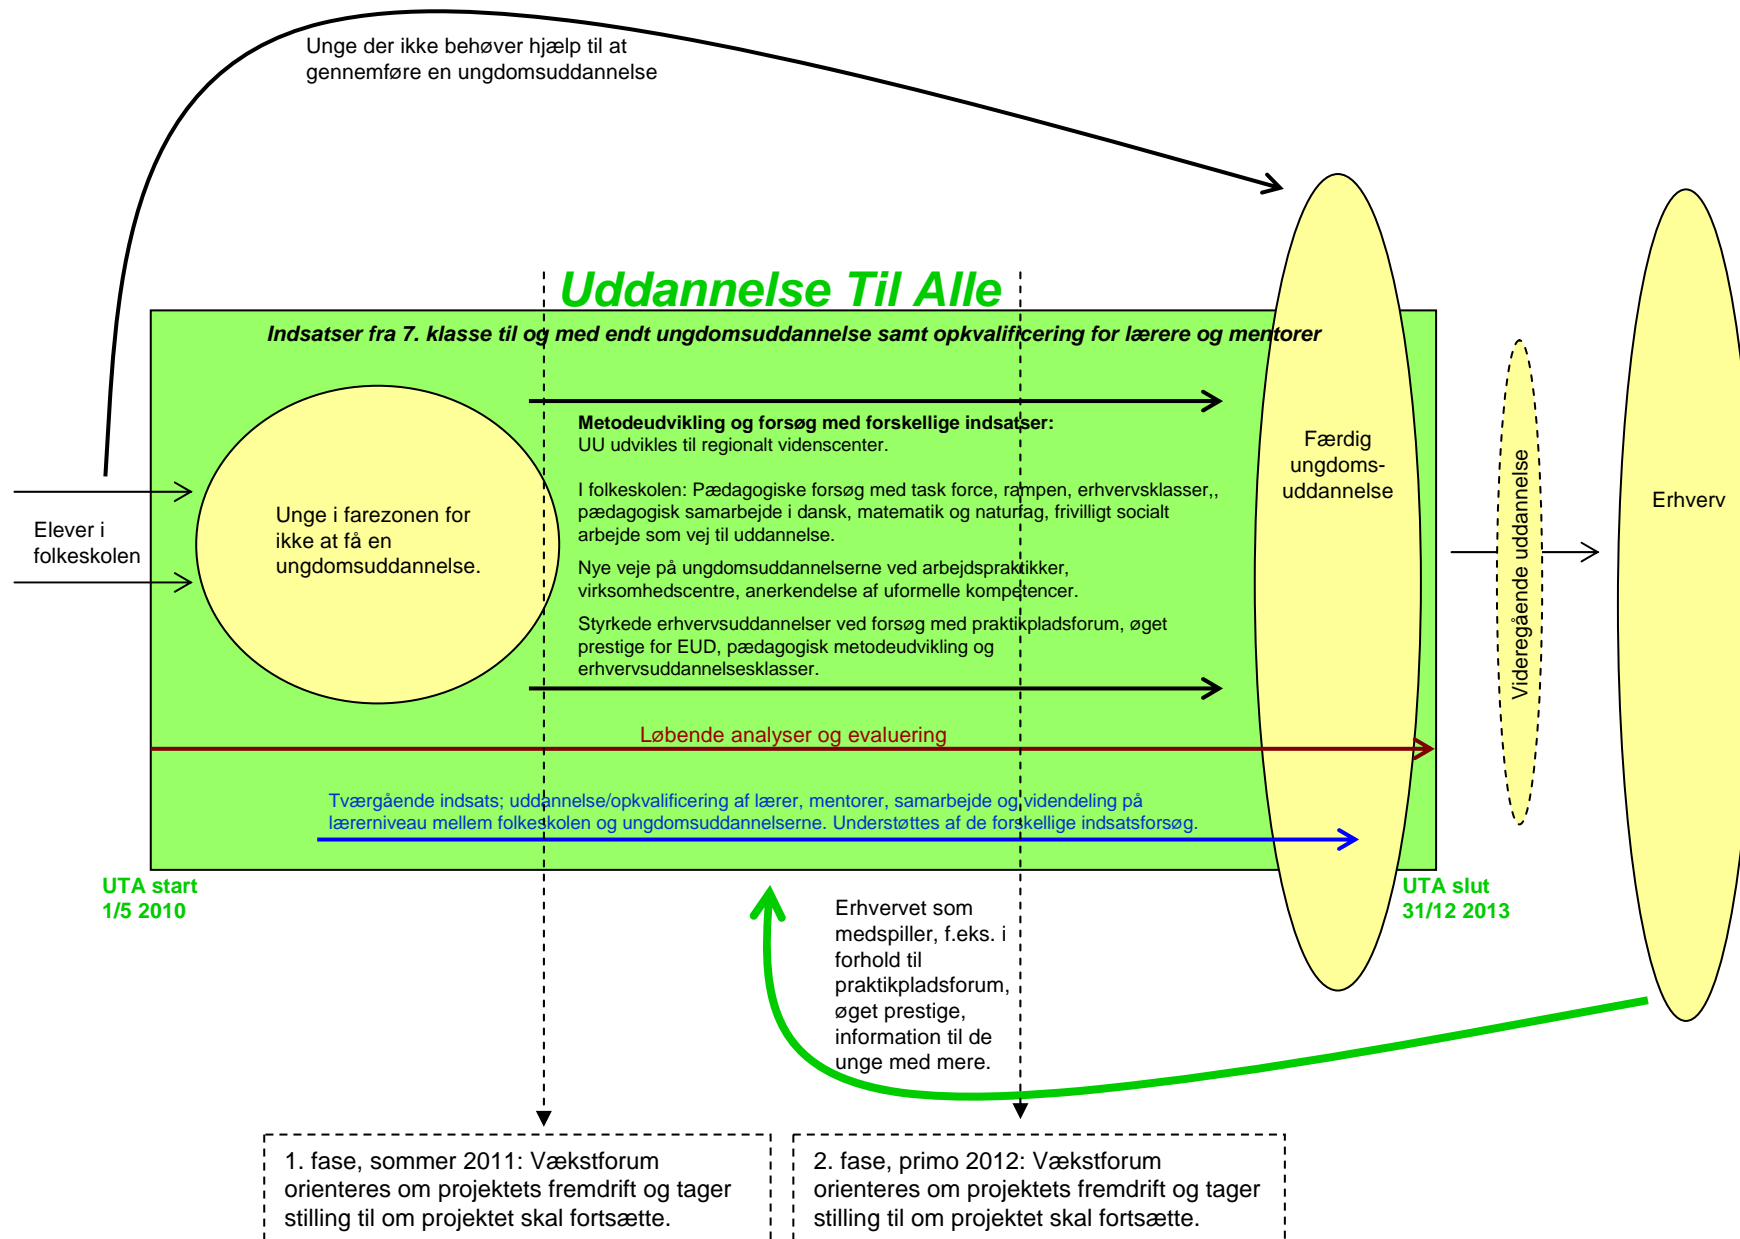 Unge der ikke behøver hjælp til at
gennemføre en ungdomsuddannelse
Uddannelse Til Alle
Indsatser fra 7. klasse til og med endt ungdomsuddannelse samt opkvalificering for lærere og mentorer
Elever i
folkeskolen
Unge i farezonen for
ikke at få en
ungdomsuddannelse.
Metodeudvikling og forsøg med forskellige indsatser:
UU udvikles til regionalt videnscenter.
I folkeskolen: Pædagogiske forsøg med task force, rampen, erhvervsklasser,,
pædagogisk samarbejde i dansk, matematik og naturfag, frivilligt socialt
arbejde som vej til uddannelse.
Nye veje på ungdomsuddannelserne ved arbejdspraktikker,
virksomhedscentre, anerkendelse af uformelle kompetencer.
Styrkede erhvervsuddannelser ved forsøg med praktikpladsforum, øget
prestige for EUD, pædagogisk metodeudvikling og
erhvervsuddannelsesklasser.
Færdig
ungdoms-
uddannelse
Videregående uddannelse
Erhverv
Løbende analyser og evaluering
Tværgående indsats; uddannelse/opkvalificering af lærer, mentorer, samarbejde og videndeling på
lærerniveau mellem folkeskolen og ungdomsuddannelserne. Understøttes af de forskellige indsatsforsøg.
UTA start
1/5 2010
UTA slut
31/12 2013
Erhvervet som
medspiller, f.eks. i
forhold til
praktikpladsforum,
øget prestige,
information til de
unge med mere.
1. fase, sommer 2011: Vækstforum
orienteres om projektets fremdrift og tager
stilling til om projektet skal fortsætte.
2. fase, primo 2012: Vækstforum
orienteres om projektets fremdrift og tager
stilling til om projektet skal fortsætte.